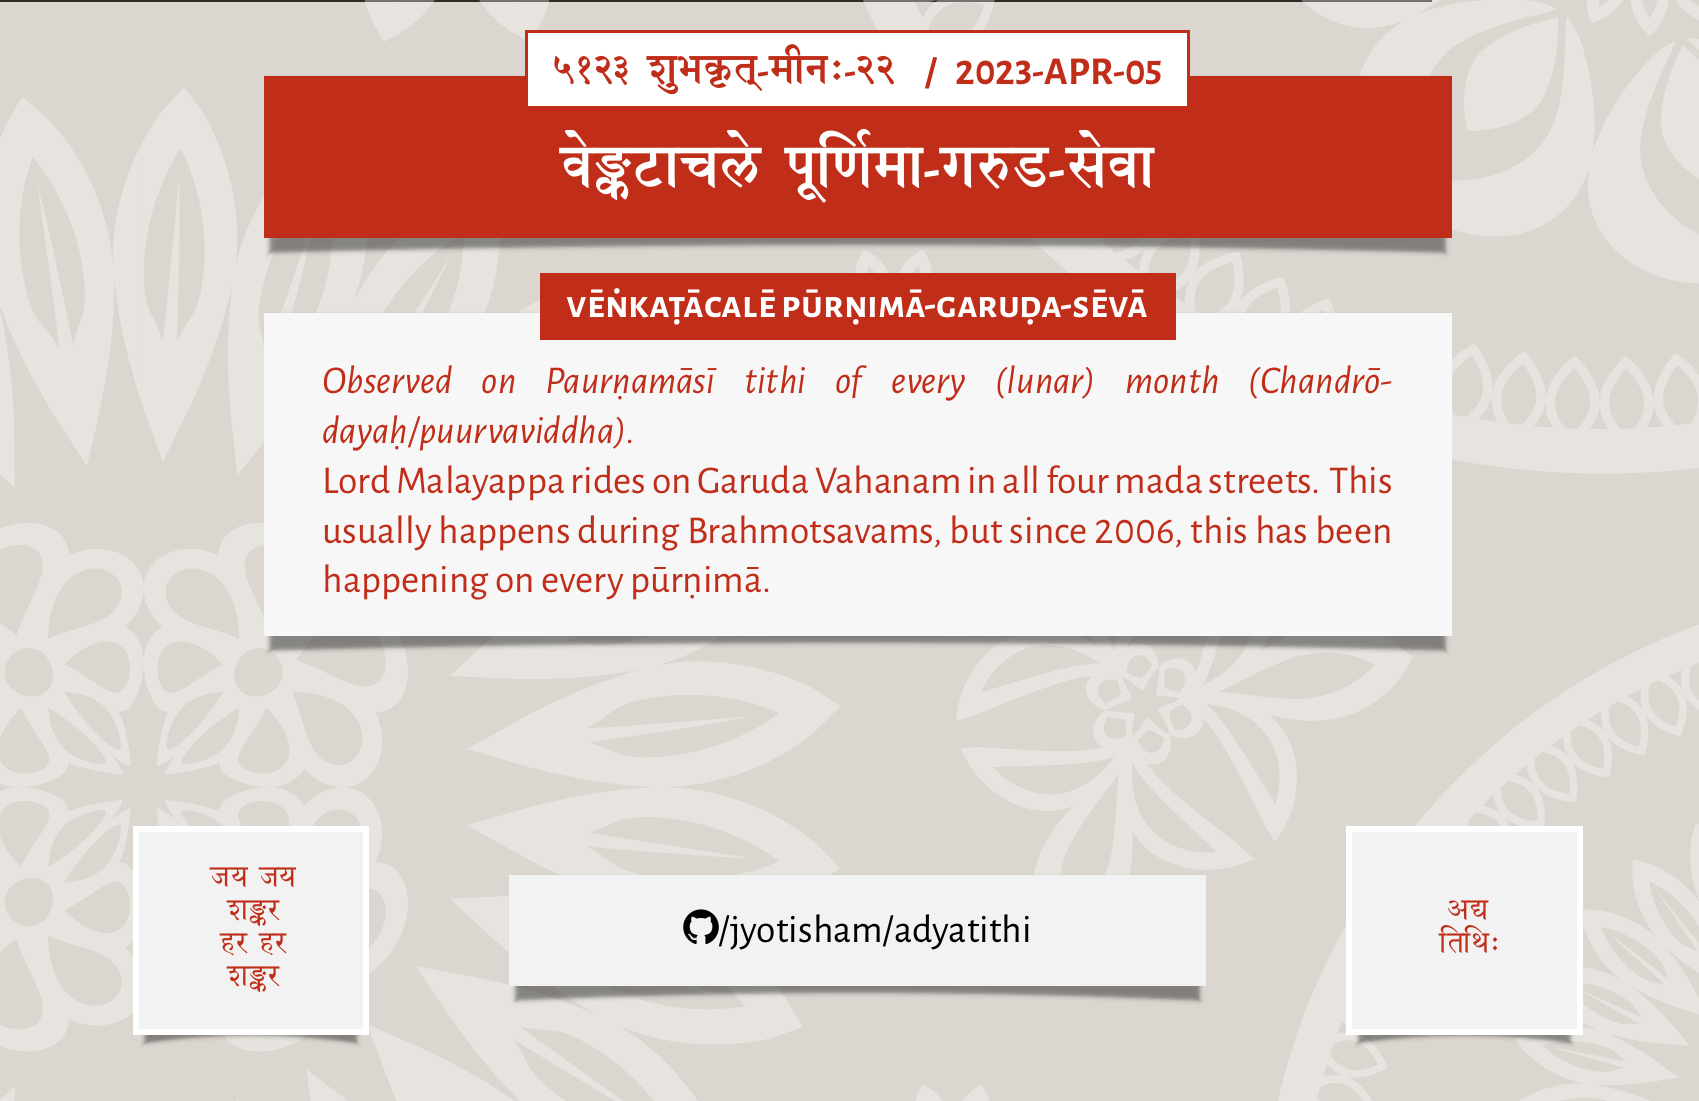 ५१२३ शुभकृत्-मीनः-२२ / 2023-APR-05
वेङ्कटाचले पूर्णिमा-गरुड-सेवा
VĒṄKAṬĀCALĒ PŪRṆIMĀ-GARUḌA-SĒVĀ
Observed on Paurṇamāsī tithi of every (lunar) month (Chandrō-
dayaḥ/puurvaviddha).
Lord Malayappa rides on Garuda Vahanam in all four mada streets. This
usually happens during Brahmotsavams, but since 2006, this has been
happening on every pūrṇimā.
जय जय
शङ्कर
हर हर
शङ्कर
/jyotisham/adyatithi
अद्य
तिथिः